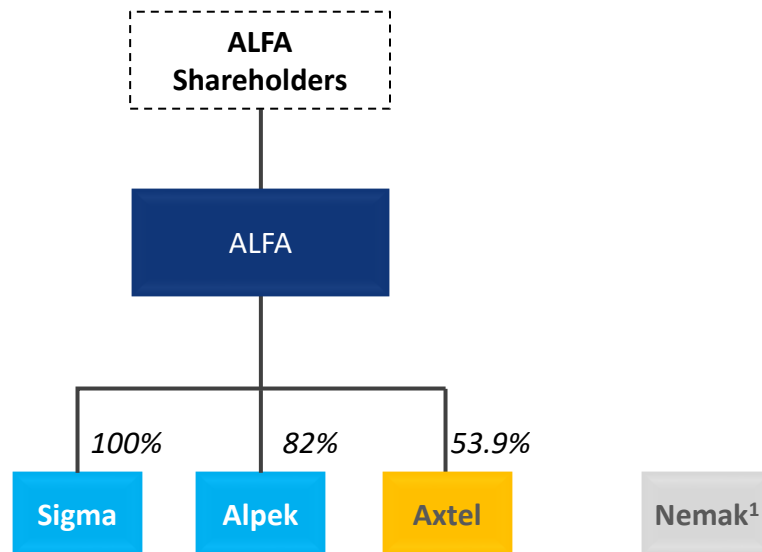 ALFA
Shareholders
ALFA
100%
82%
53.9%
Sigma
Alpek
Axtel
Nemak¹